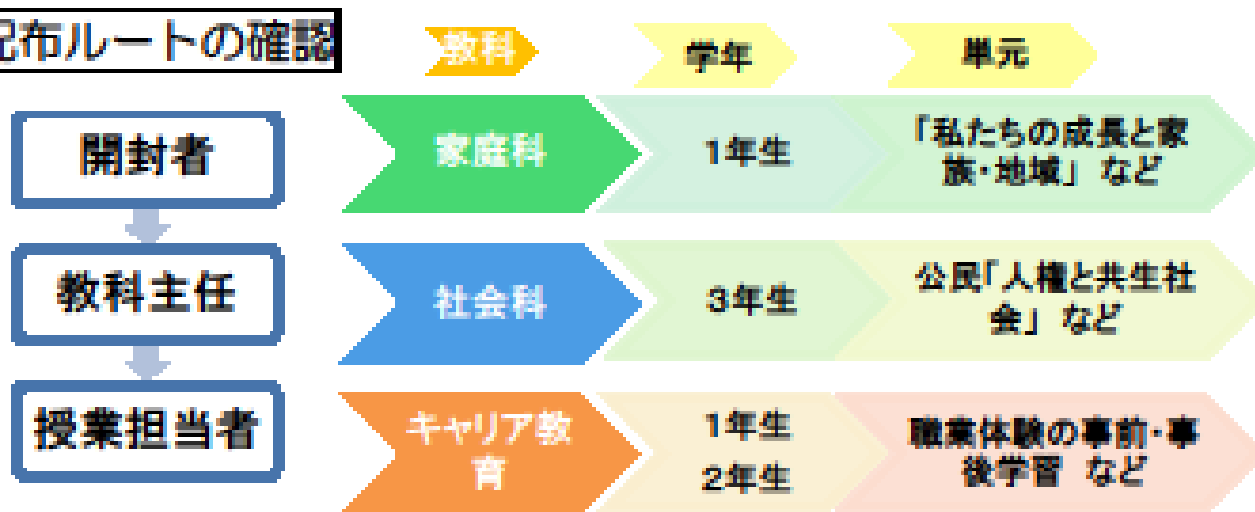 配布ルートの確認
開封者
教科主任
授業担当者
教科
学年
単元
家庭科
1年生
「私たちの成長と家
族・地域」 など
社会科
3年生
公民「人権と共生社
会」 など
キャリア教
育
1年生
2年生
職業体験の事前・事
後学習 など